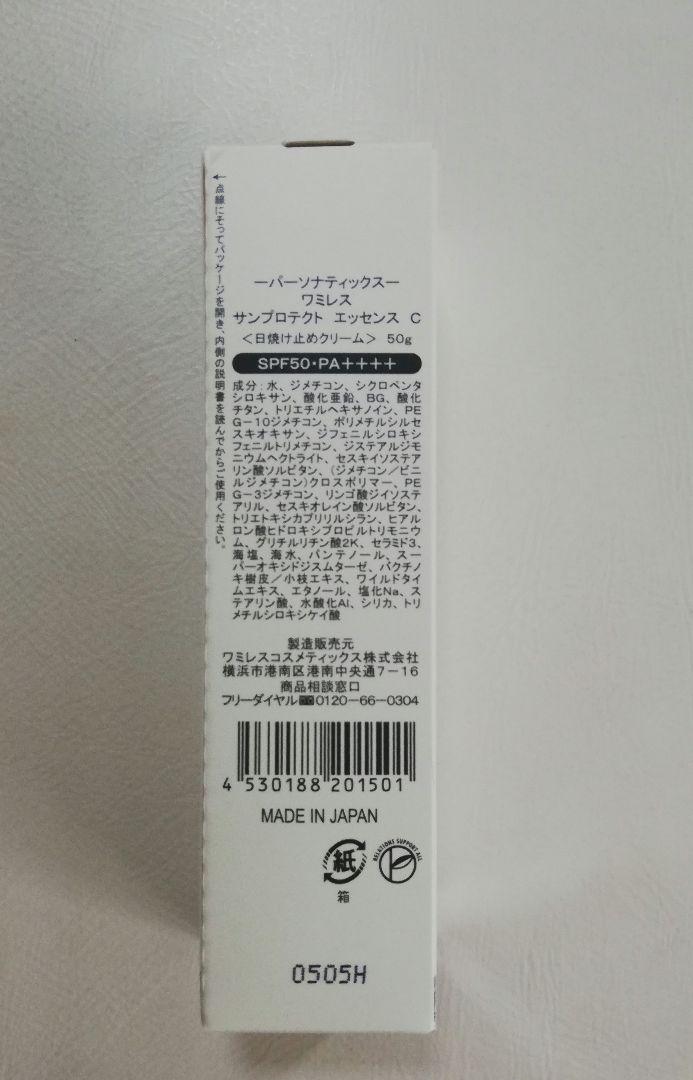 ←点線にそってパッケージを開き、内側の説明書を読んでからご使用ください。
ーパーソナティックスー
ワミレス
サンプロテクト エッセンス C
＜日焼け止めクリーム＞ 50g
SPF50・PA++++
成分：水、ジメチコン、シクロペンタ
シロキサン、酸化亜鉛、BG、酸化
チタン、トリエチルヘキサノイン、PE
G－10ジメチコン、ポリメチルシルセ
スキオキサン、ジフェニルシロキシ
フェニルトリメチコン、ジステアルジモ
ニウムヘクトライト、セスキイソステア
リン酸ソルビタン、（ジメチコン／ビニ
ルジメチコン）クロスポリマー、PE
G－3ジメチコン、リンゴ酸ジイソステ
アリル、セスキオレイン酸ソルビタン、
トリエトキシカプリリルシラン、ヒアル
ロン酸ヒドロキシプロピルトリモニウ
ム、グリチルリチン酸2K、セラミド3、
海塩、海水、パンテノール、スー
パーオキシドジスムターゼ、バクチノ
キ樹皮／小枝エキス、ワイルドタイ
ムエキス、エタノール、塩化Na、ス
テアリン酸、水酸化Al、シリカ、トリ
メチルシロキシケイ酸
製造販売元
ワミレスコスメティックス株式会社
横浜市港南区港南中央通7－16
商品相談窓口
フリーダイヤル 0120－66－0304
4 530188 201501
MADE IN JAPAN
紙
RELATIONS SUPPORT ALL
箱
0505H